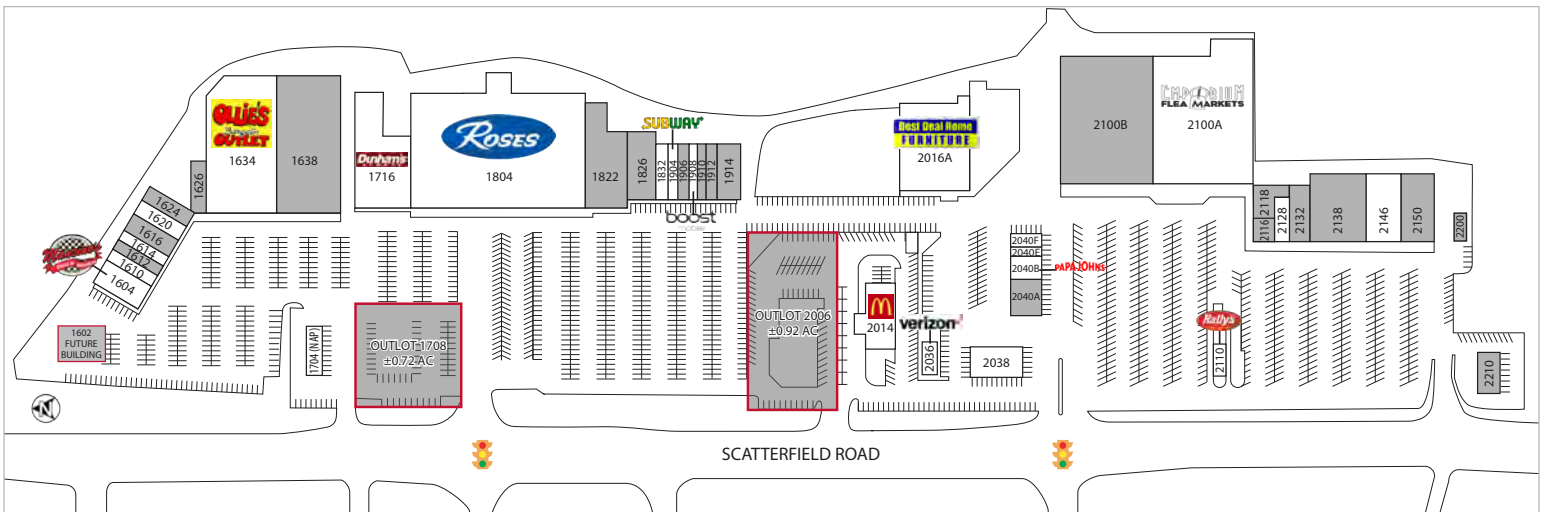 OLLIE'S
OUTLET
1634
1638
1626
1624
1620
1616
1614
1612
1610
1604
1602
FUTURE
BUILDING
1704 (NAP)
OUTLOT 1708
±0.72 AC
Dunham's
1716
ROSES
1804
1822
1826
SUBWAY
1832
1904
1906
1908
1910
1912
1914
boost
mobile
OUTLOT 2006
±0.92 AC
Best Deal Home
FURNITURE
2016A
2014
verizon
2036
2038
2040F
2040E
2040B
PAPA JOHNS
2040A
2100B
EMPORIUM
FLEA MARKETS
2100A
2118
2116
2128
2132
2138
2146
2150
2200
Rally's
2110
2210
N
SCATTERFIELD ROAD